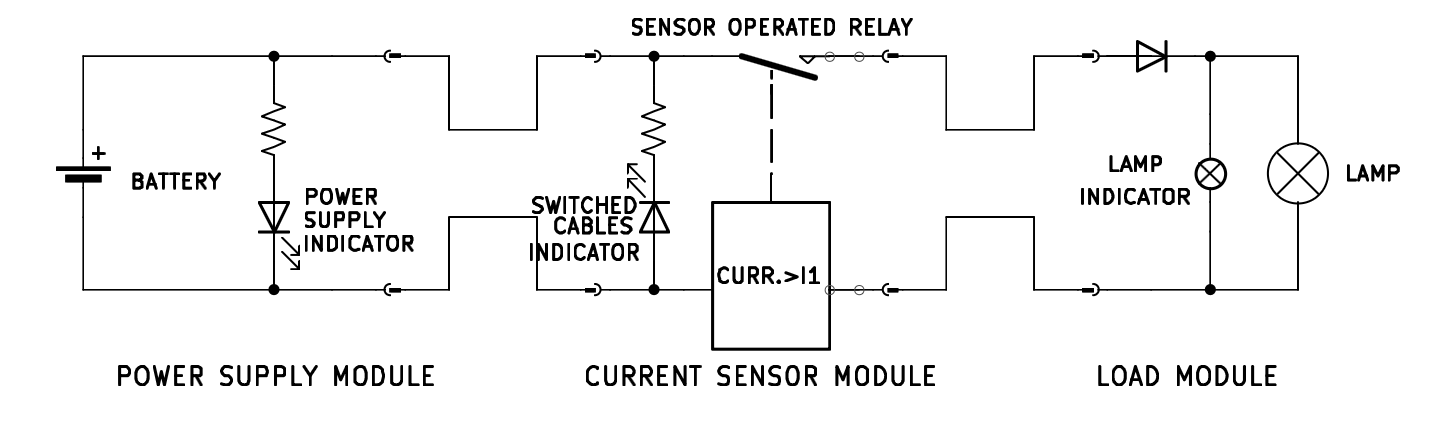 SENSOR OPERATED RELAY
+
BATTERY
POWER
SUPPLY
INDICATOR
SWITCHED
CABLES
INDICATOR
CURR.>I1
LAMP
INDICATOR
LAMP
POWER SUPPLY MODULE
CURRENT SENSOR MODULE
LOAD MODULE